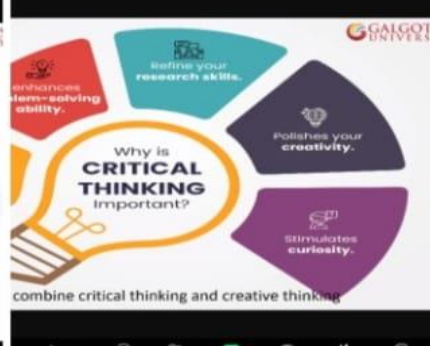 GALGOT
UNIVERS
enhances
lem-solving
ability.
Refine your
research skills.
Polishes your
creativity.
Stimulates
curiosity.
Why is
CRITICAL
THINKING
Important?
combine critical thinking and creative thinking